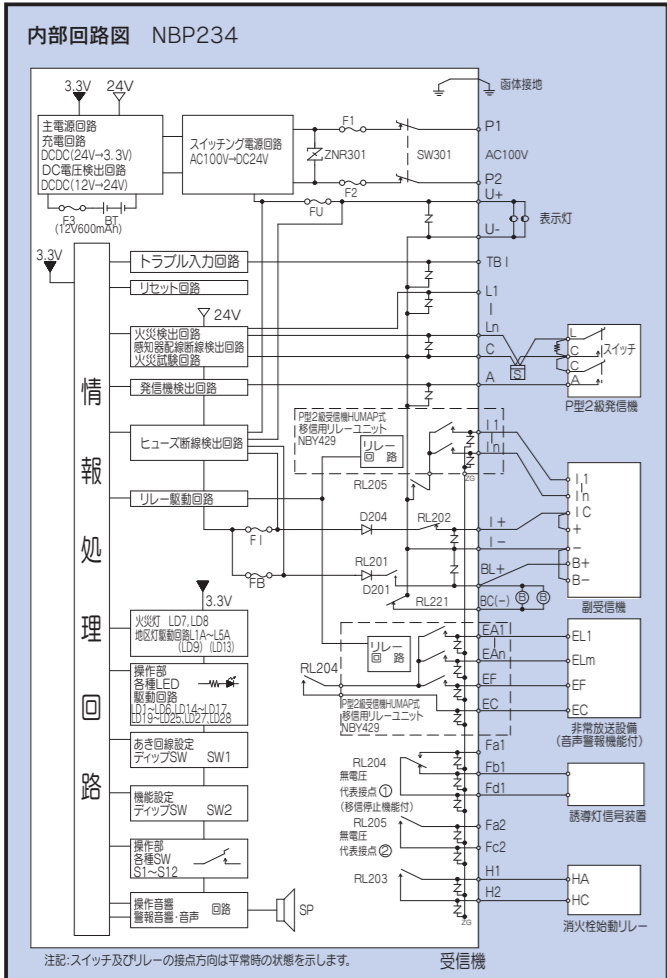 内部回路図 NBP234
3.3V
24V
主電源回路
充電回路
DCDC(24V→3.3V)
DC電圧検出回路
DCDC(12V→24V)
スイッチング電源回路
AC100V→DC24V
F1
ZNR301
F2
SW301
函体接地
P1
AC100V
P2
F3
BT
(12V600mAh)
FU
U+
U-
表示灯
3.3V
トラブル入力回路
TB I
リセット回路
24V
L1
Ln
火災検出回路
感知器配線断線検出回路
火災試験回路
C
S
L
C
C
A
スイッチ
P型2級発信機
発信機検出回路
A
情報処理回路
ヒューズ断線検出回路
P型2級受信機HUMAP式
移信用リレーユニット
NBY429
リレー
回路
I1
In
ZG
リレー駆動回路
RL205
I1
In
IC
+
-
B+
B-
副受信機
FI
D204
RL202
I+
I-
FB
RL201
D201
BL+
RL221
BC(-)
B
B
3.3V
火災灯 LD7,LD8
地区灯駆動回路L1A~L5A
(LD9) (LD13)
操作部
各種LED
駆動回路
LD1~LD6,LD14~LD17,
LD19~LD25,LD27,LD28
RL204
リレー
回路
P型2級受信機HUMAP式
移信用リレーユニット
NBY429
EA1
EAn
EF
EC
EL1
ELm
EF
EC
非常放送設備
(音声警報機能付)
あき回線設定
ディップSW SW1
機能設定
ディップSW SW2
RL204
無電圧
代表接点①
(移信停止機能付)
Fa1
Fb1
Fd1
誘導灯信号装置
RL205
無電圧
代表接点②
Fa2
Fc2
操作部
各種SW
S1~S12
RL203
H1
H2
HA
HC
消火栓始動リレー
操作音響
警報音響・音声
回路
SP
ZG
注記:スイッチ及びリレーの接点方向は平常時の状態を示します。
受信機